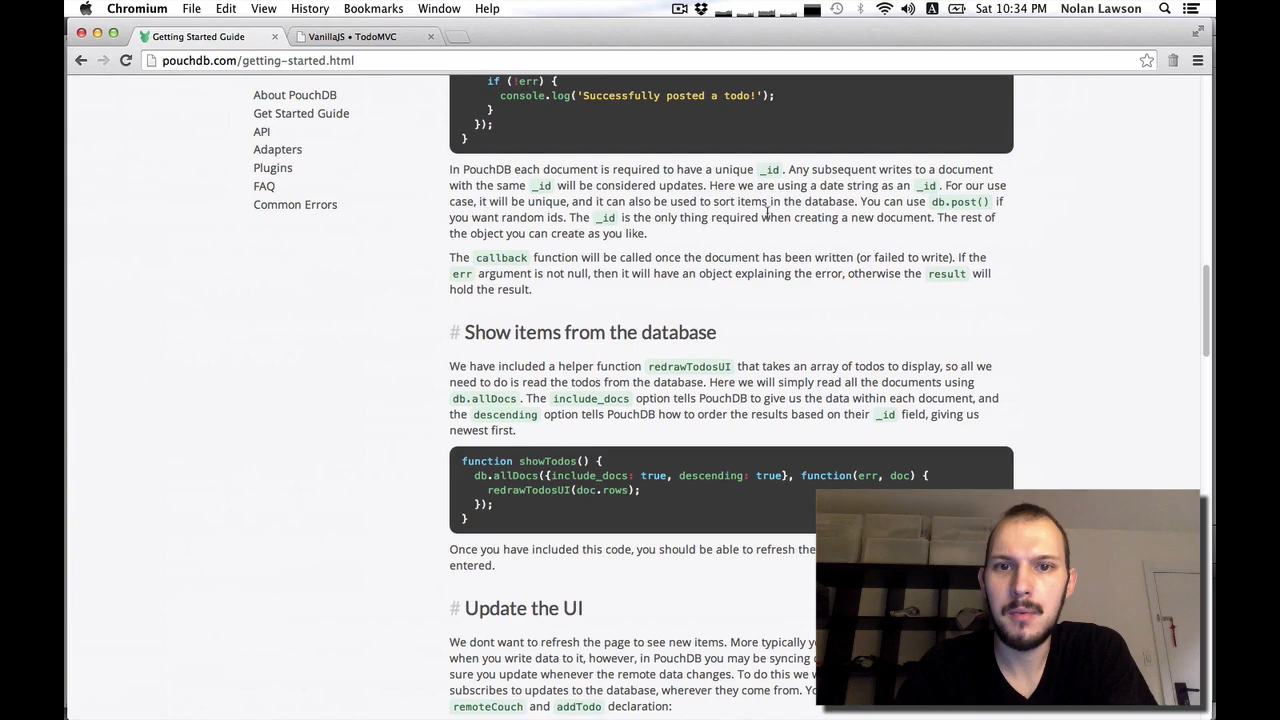 Chromium File Edit View History Bookmarks Window Help Sat 10:34 PM Nolan Lawson
Getting Started Guide × VanillaJS • TodoMVC ×
pouchdb.com/getting-started.html
About PouchDB
Get Started Guide
API
Adapters
Plugins
FAQ
Common Errors
if (!err) {
console.log('Successfully posted a todo!');
}
});
}
In PouchDB each document is required to have a unique _id. Any subsequent writes to a document
with the same _id will be considered updates. Here we are using a date string as an _id. For our use
case, it will be unique, and it can also be used to sort items in the database. You can use db.post() if
you want random ids. The _id is the only thing required when creating a new document. The rest of
the object you can create as you like.
The callback function will be called once the document has been written (or failed to write). If the
err argument is not null, then it will have an object explaining the error, otherwise the result will
hold the result.
# Show items from the database
We have included a helper function redrawTodosUI that takes an array of todos to display, so all we
need to do is read the todos from the database. Here we will simply read all the documents using
db.allDocs. The include_docs option tells PouchDB to give us the data within each document, and
the descending option tells PouchDB how to order the results based on their _id field, giving us
newest first.
function showTodos() {
db.allDocs({include_docs: true, descending: true}, function(err, doc) {
redrawTodosUI(doc.rows);
});
}
Once you have included this code, you should be able to refresh the
entered.
# Update the UI
We dont want to refresh the page to see new items. More typically
when you write data to it, however, in PouchDB you may be syncing
sure you update whenever the remote data changes. To do this we
subscribes to updates to the database, wherever they come from.
remoteCouch and addTodo declaration: